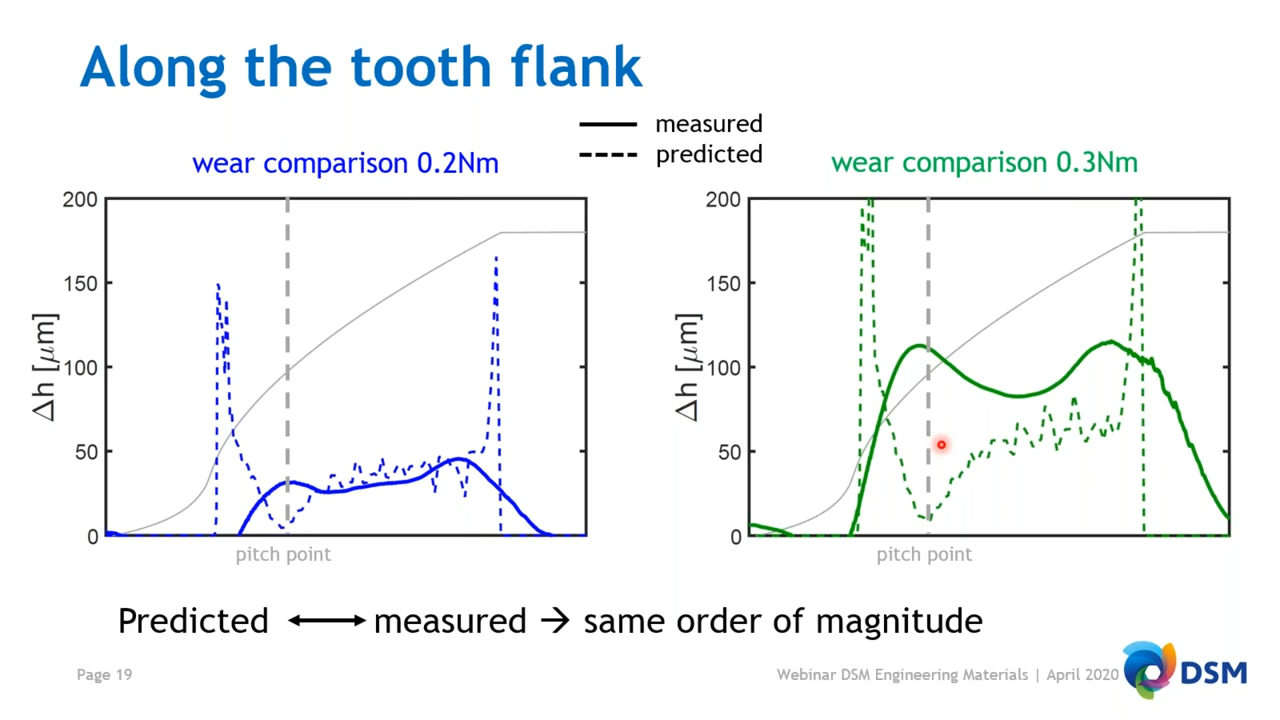 Along the tooth flank
measured
predicted
wear comparison 0.2Nm
wear comparison 0.3Nm
200
150
100
50
0
Δh [μm]
pitch point
200
150
100
50
0
Δh [μm]
pitch point
Predicted ⟷ measured → same order of magnitude
Page 19
Webinar DSM Engineering Materials | April 2020
DSM